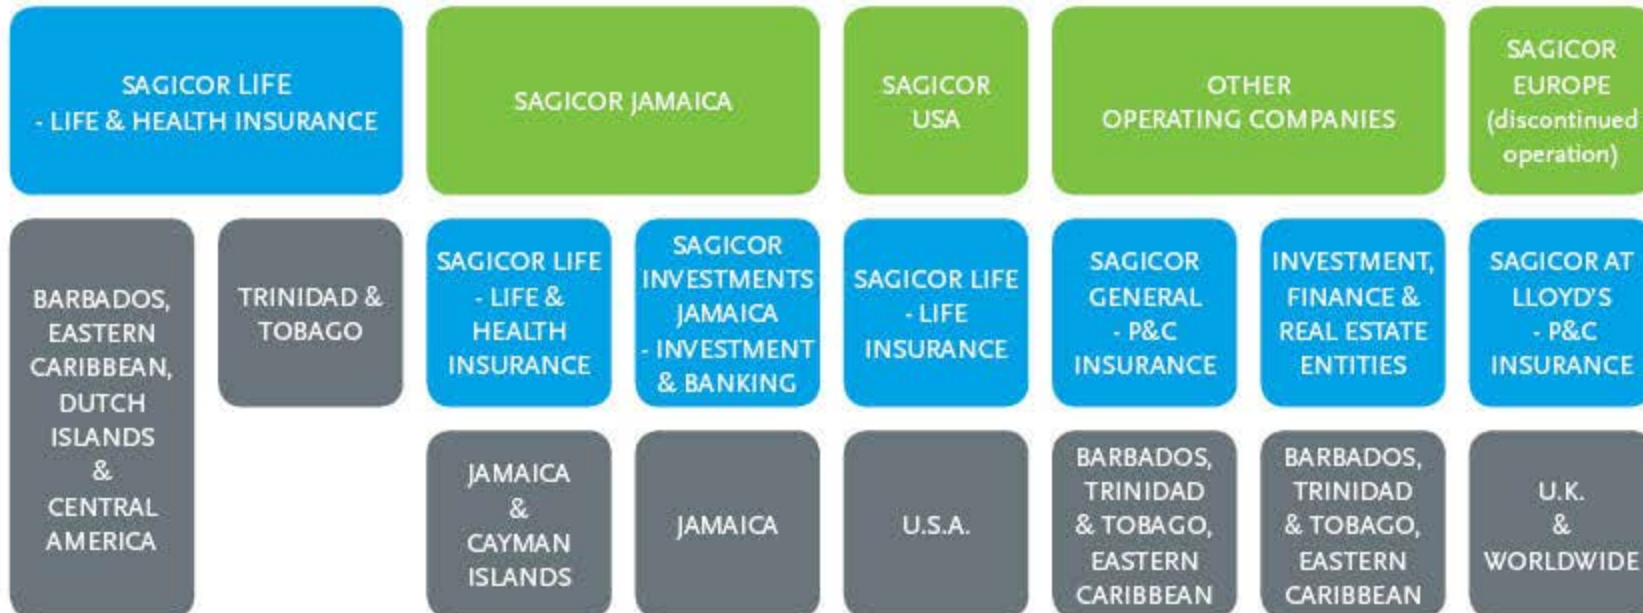 SAGICOR LIFE
- LIFE & HEALTH INSURANCE
SAGICOR JAMAICA
SAGICOR
USA
OTHER
OPERATING COMPANIES
SAGICOR
EUROPE
(discontinued
operation)
BARBADOS,
EASTERN
CARIBBEAN,
DUTCH
ISLANDS
&
CENTRAL
AMERICA
TRINIDAD &
TOBAGO
SAGICOR LIFE
- LIFE &
HEALTH
INSURANCE
SAGICOR
INVESTMENTS
JAMAICA
- INVESTMENT
& BANKING
SAGICOR LIFE
- LIFE
INSURANCE
SAGICOR
GENERAL
- P&C
INSURANCE
INVESTMENT,
FINANCE &
REAL ESTATE
ENTITIES
SAGICOR AT
LLOYD'S
- P&C
INSURANCE
JAMAICA
&
CAYMAN
ISLANDS
JAMAICA
U.S.A.
BARBADOS,
TRINIDAD
& TOBAGO,
EASTERN
CARIBBEAN
BARBADOS,
TRINIDAD
& TOBAGO,
EASTERN
CARIBBEAN
U.K.
&
WORLDWIDE